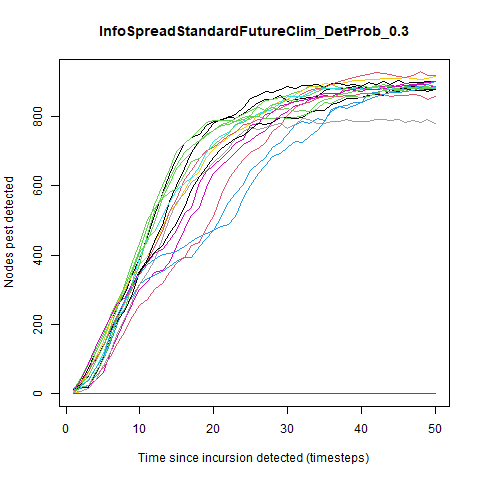 InfoSpreadStandardFutureClim_DetProb_0.3
Nodes pest detected
800
600
400
200
0
0 10 20 30 40 50
Time since incursion detected (timesteps)